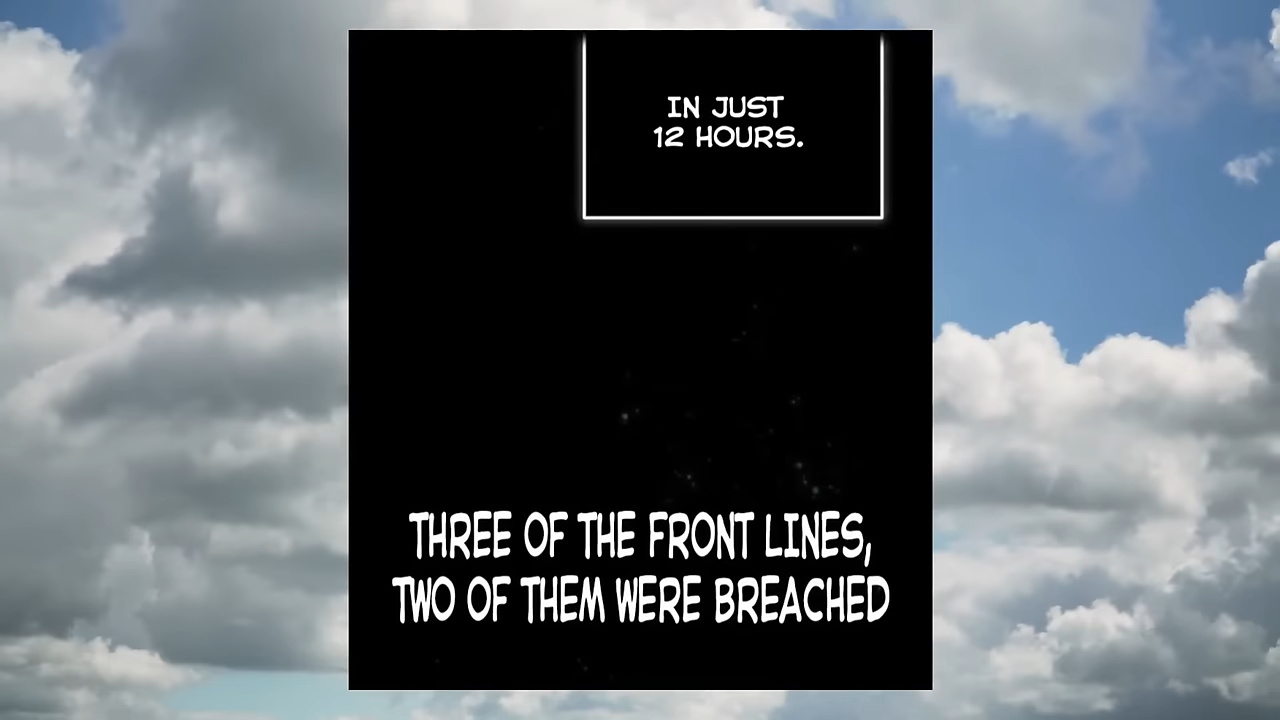 IN JUST
12 HOURS.
THREE OF THE FRONT LINES,
TWO OF THEM WERE BREACHED